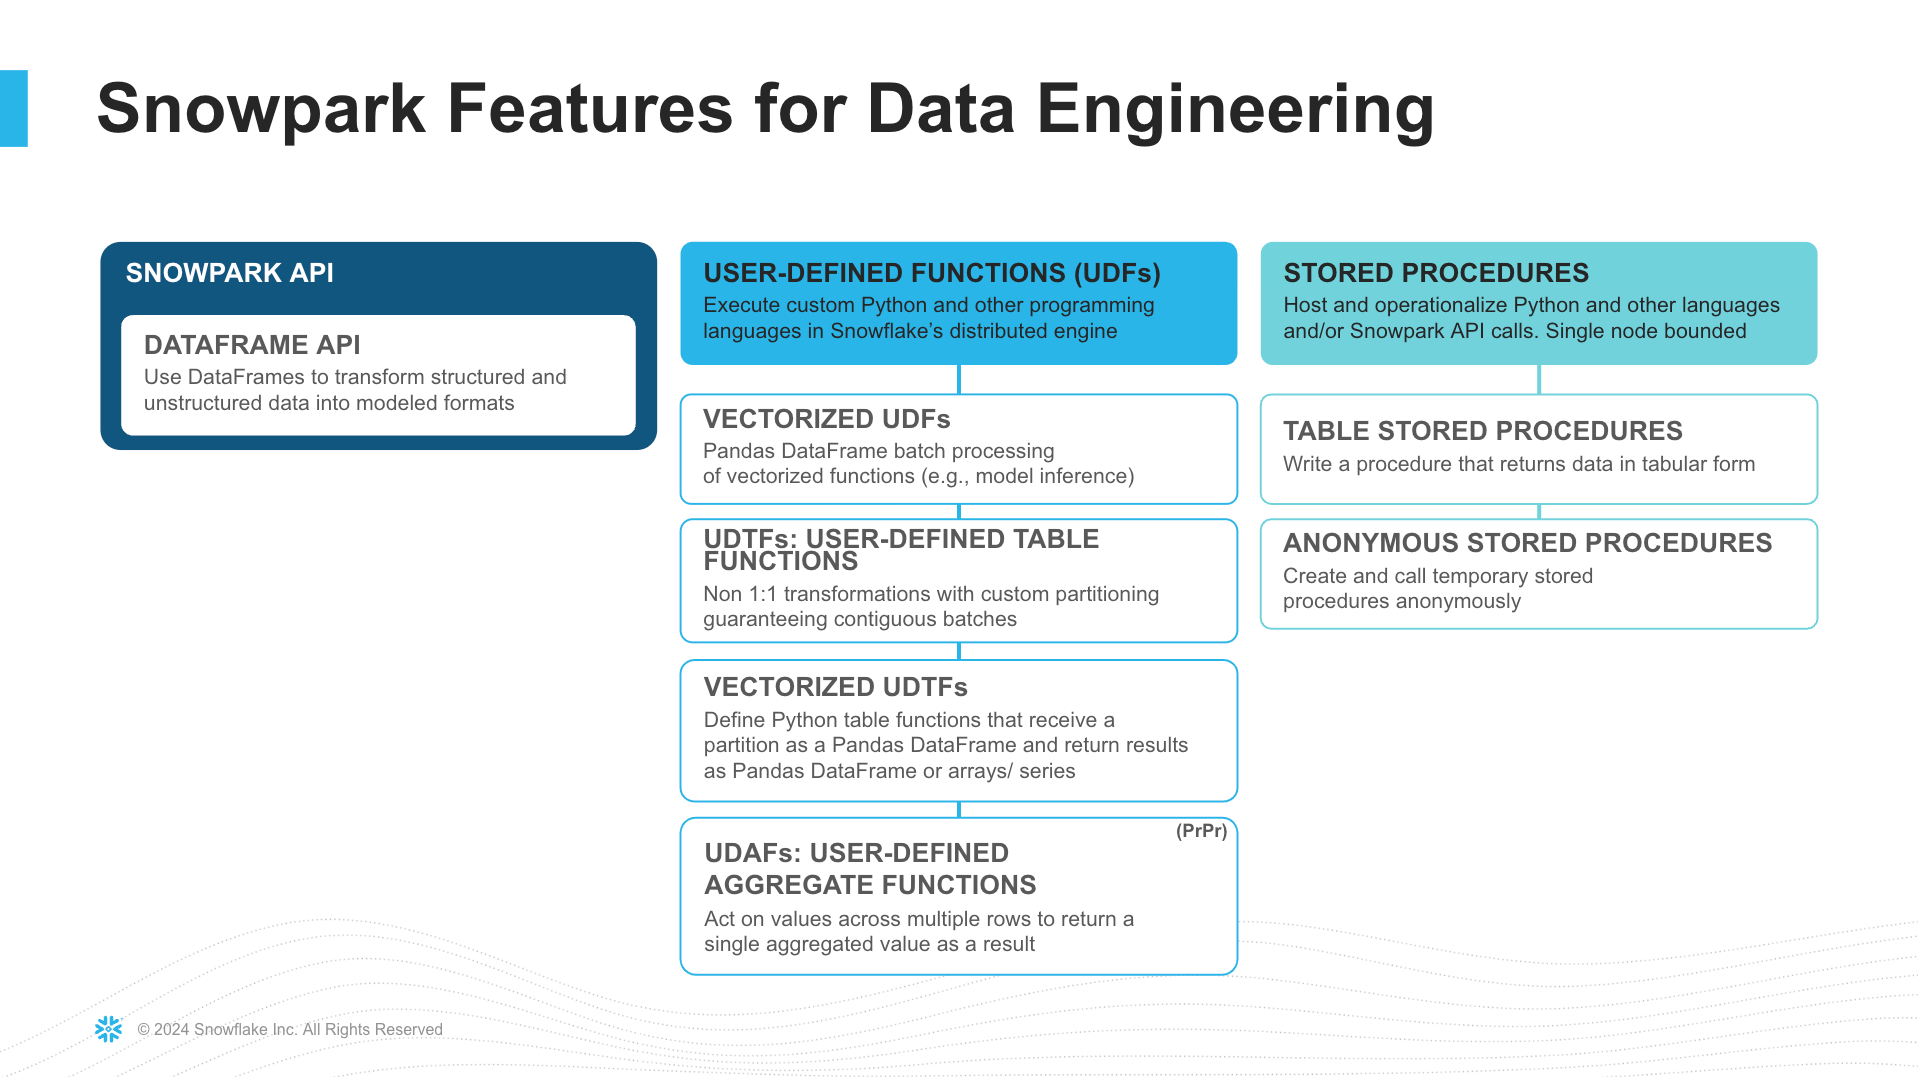 Snowpark Features for Data Engineering
SNOWPARK API
DATAFRAME API
Use DataFrames to transform structured and
unstructured data into modeled formats
USER-DEFINED FUNCTIONS (UDFs)
Execute custom Python and other programming
languages in Snowflake’s distributed engine
VECTORIZED UDFs
Pandas DataFrame batch processing
of vectorized functions (e.g., model inference)
UDTFs: USER-DEFINED TABLE
FUNCTIONS
Non 1:1 transformations with custom partitioning
guaranteeing contiguous batches
VECTORIZED UDTFs
Define Python table functions that receive a
partition as a Pandas DataFrame and return results
as Pandas DataFrame or arrays/ series
(PrPr)
UDAFs: USER-DEFINED
AGGREGATE FUNCTIONS
Act on values across multiple rows to return a
single aggregated value as a result
STORED PROCEDURES
Host and operationalize Python and other languages
and/or Snowpark API calls. Single node bounded
TABLE STORED PROCEDURES
Write a procedure that returns data in tabular form
ANONYMOUS STORED PROCEDURES
Create and call temporary stored
procedures anonymously
© 2024 Snowflake Inc. All Rights Reserved